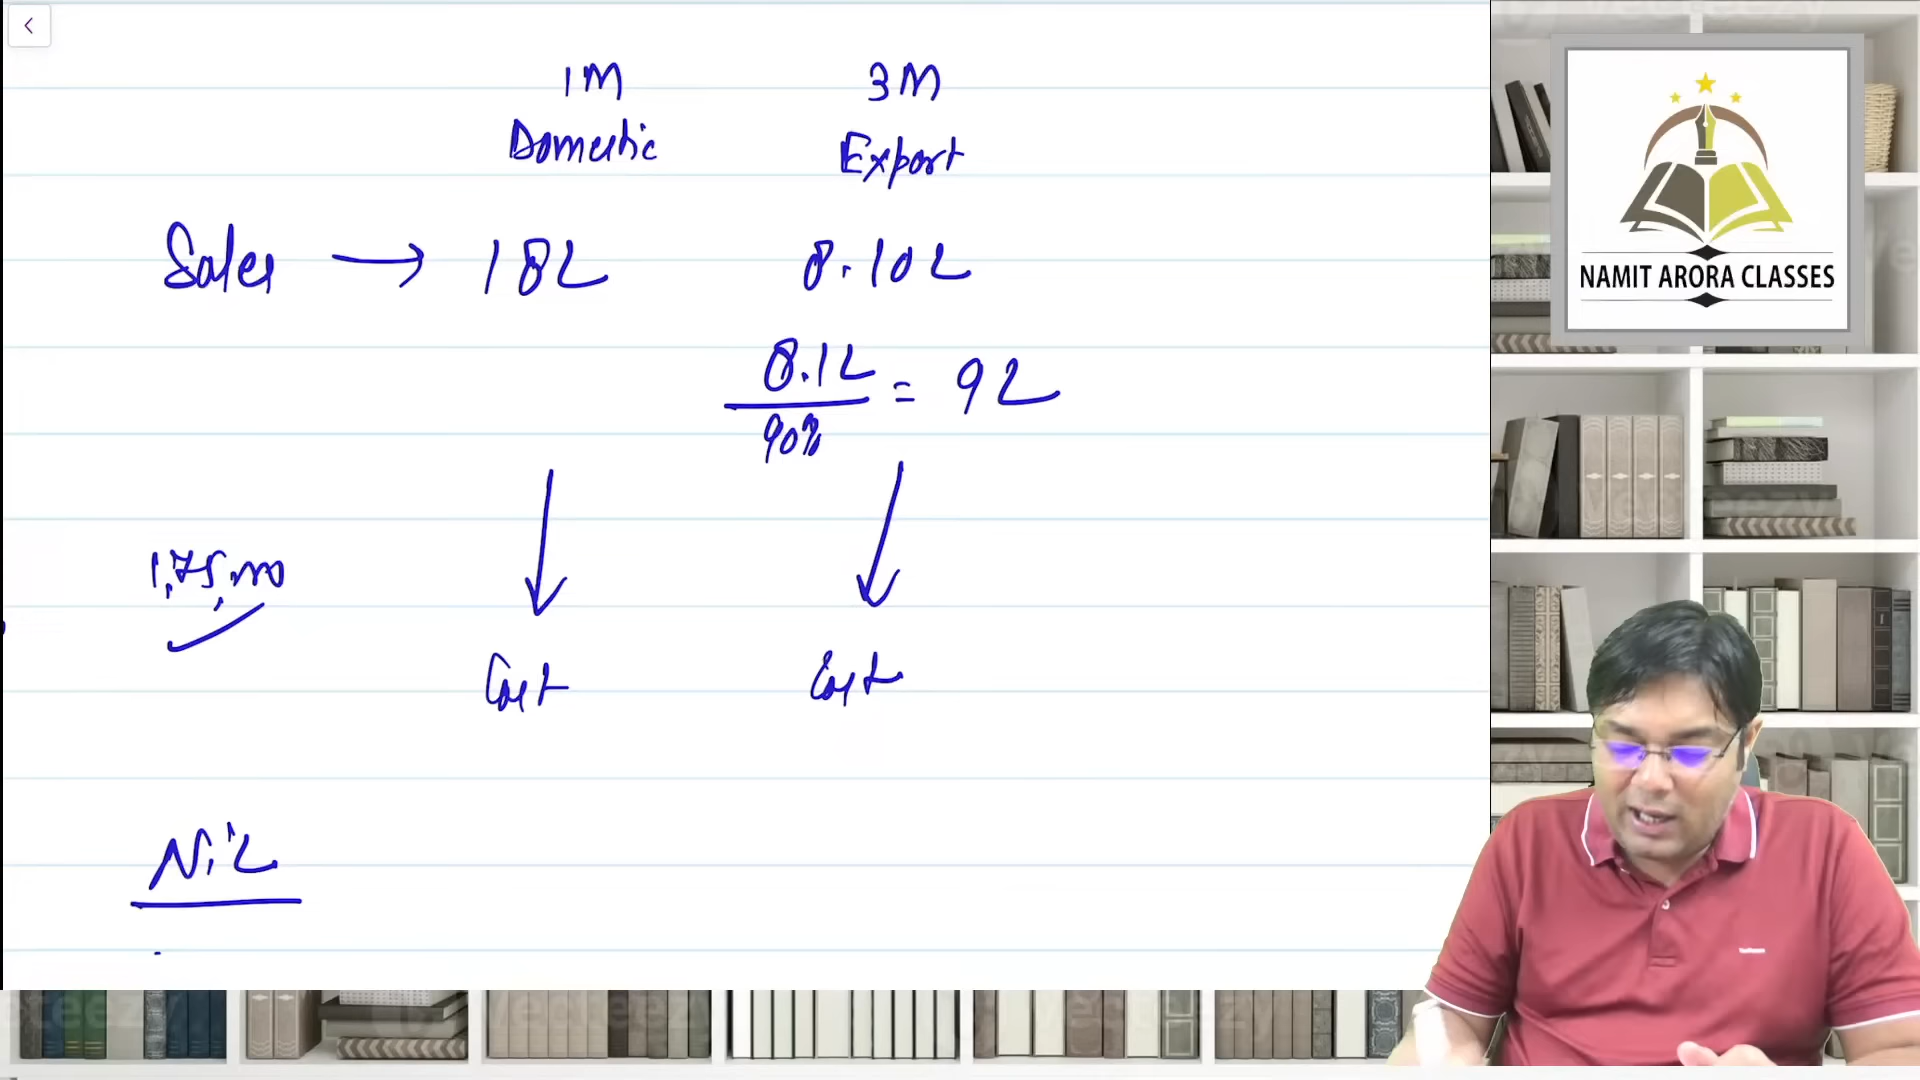 1M 3M
Domestic Export
Sales → 18L 8.10L
8.1L = 9L
90%
1,75,000
Cost Cost
NiL
NAMIT ARORA CLASSES